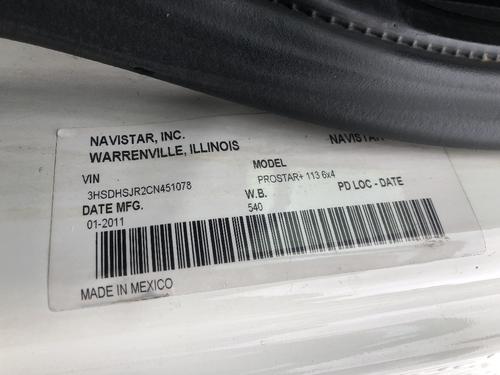 NAVISTAR, INC.
NAVISTAR
WARRENVILLE, ILLINOIS
VIN
MODEL
3HSDHSJR2CN451078
PROSTAR+ 113 6x4
DATE MFG.
W.B.
PD LOC - DATE
01-2011
540
MADE IN MEXICO